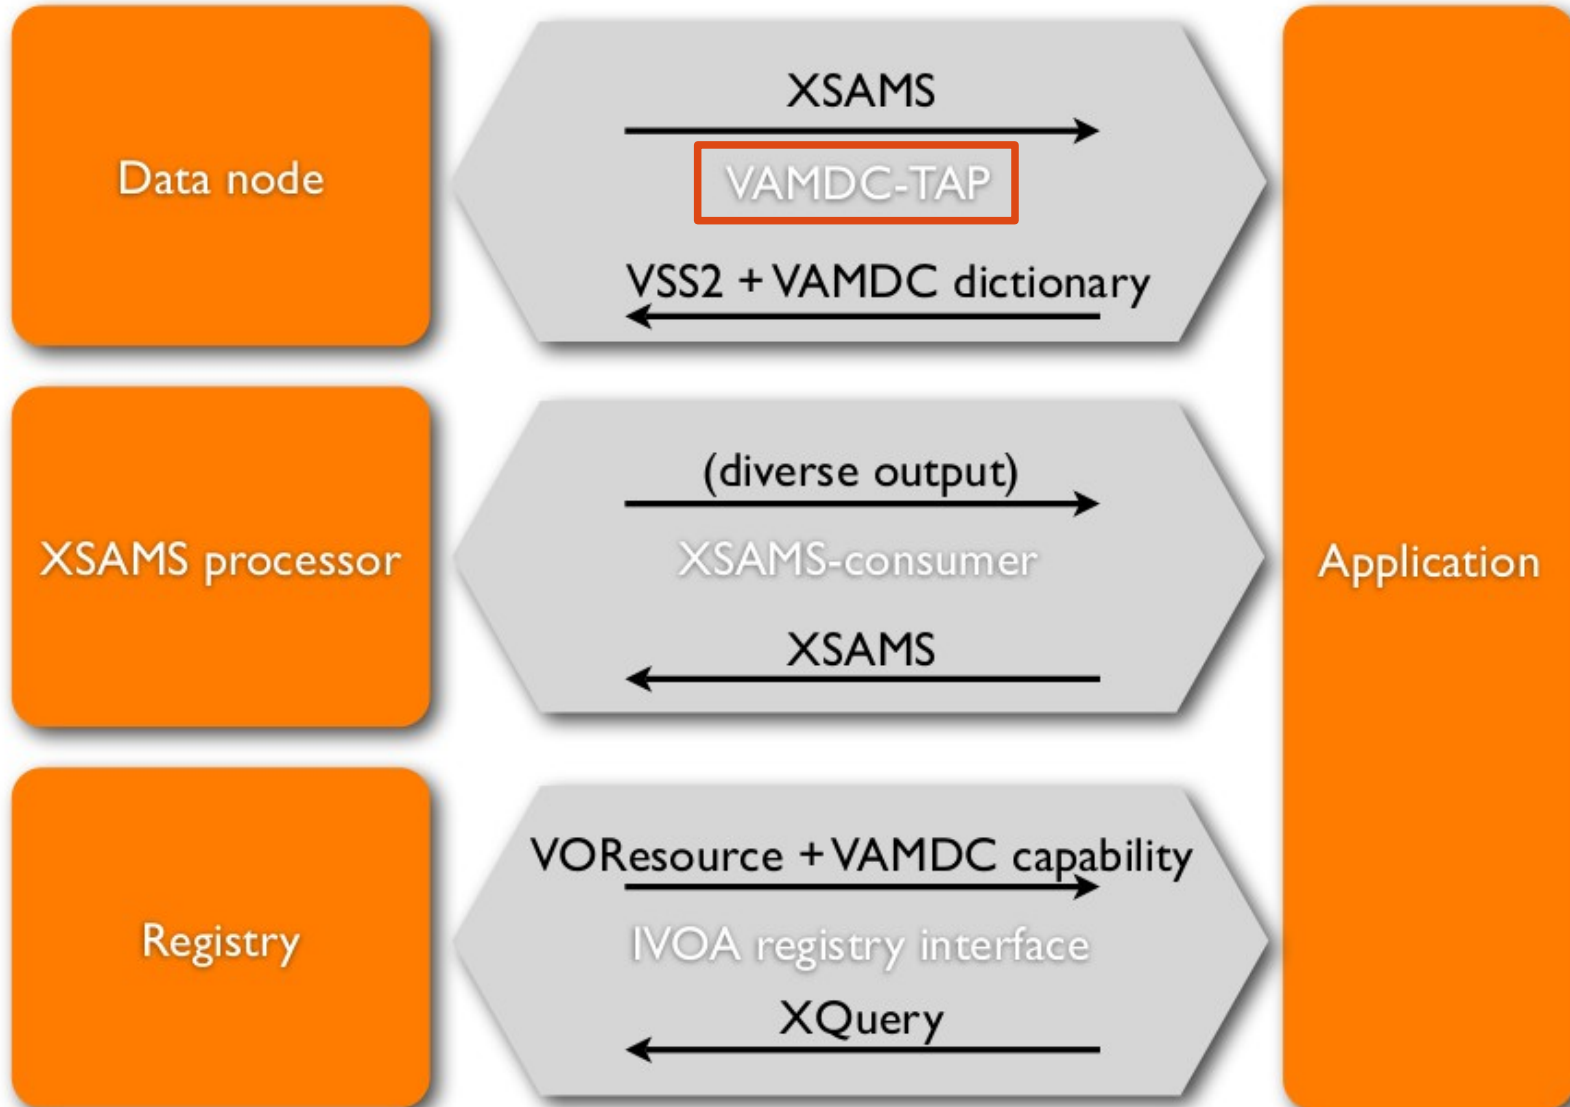 Data node
XSAMS
VAMDC-TAP
VSS2 + VAMDC dictionary
XSAMS processor
(diverse output)
XSAMS-consumer
XSAMS
Application
Registry
VOResource + VAMDC capability
IVOA registry interface
XQuery